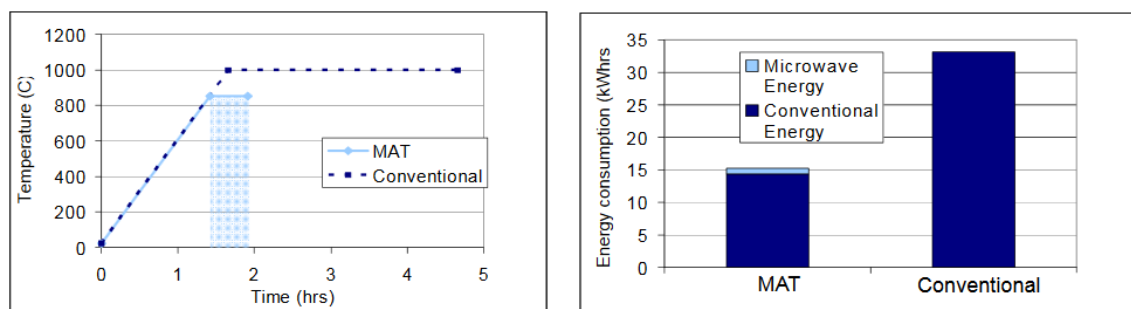 1200
1000
800
600
400
200
0
Temperature (C)
0 1 2 3 4 5
Time (hrs)
MAT
Conventional
35
30
25
20
15
10
5
0
Energy consumption (kWhrs)
Microwave
Energy
Conventional
Energy
MAT Conventional